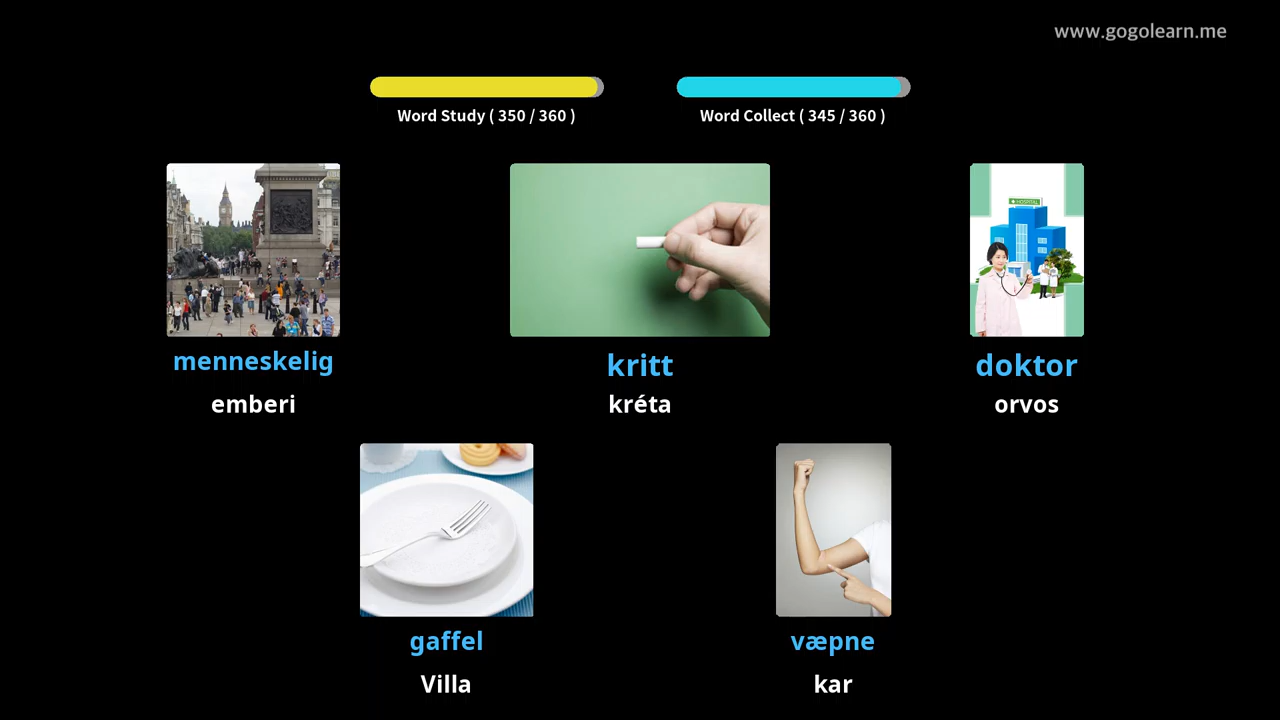 www.gogolearn.me
Word Study ( 350 / 360 )
Word Collect ( 345 / 360 )
HOSPITAL
menneskelig
kritt
doktor
emberi
kréta
orvos
gaffel
væpne
Villa
kar